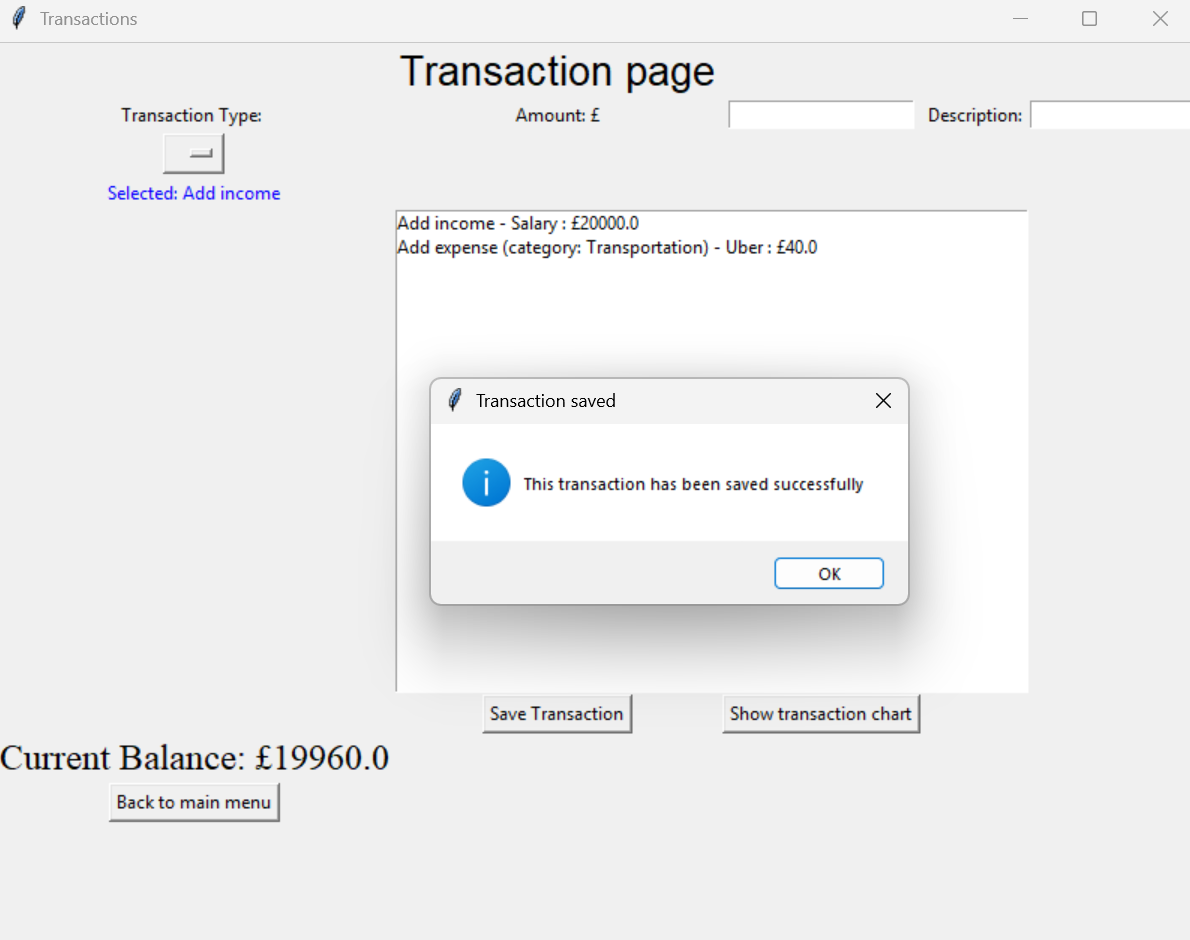 Transactions
Transaction page
Transaction Type:
Amount: £
Description:
Selected: Add income
Add income - Salary : £20000.0
Add expense (category: Transportation) - Uber : £40.0
Transaction saved
This transaction has been saved successfully
OK
Save Transaction
Show transaction chart
Current Balance: £19960.0
Back to main menu